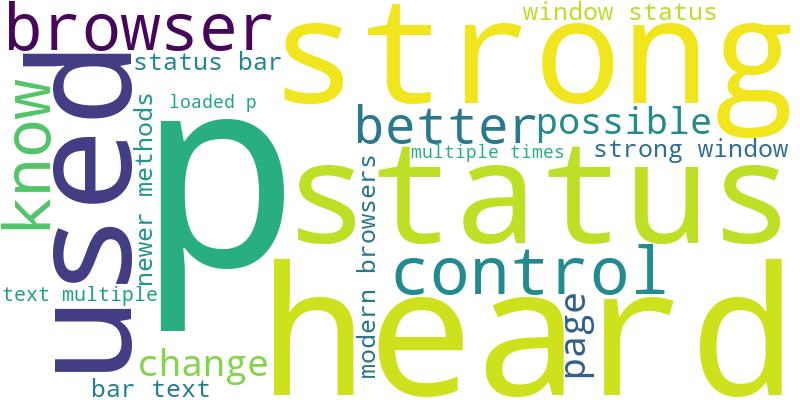 browser
strong
window status
status bar
used
know
newer methods
loaded p
p
better
possible
multiple times
strong window
status
modern browsers
control
text multiple
heard
page
change
bar text